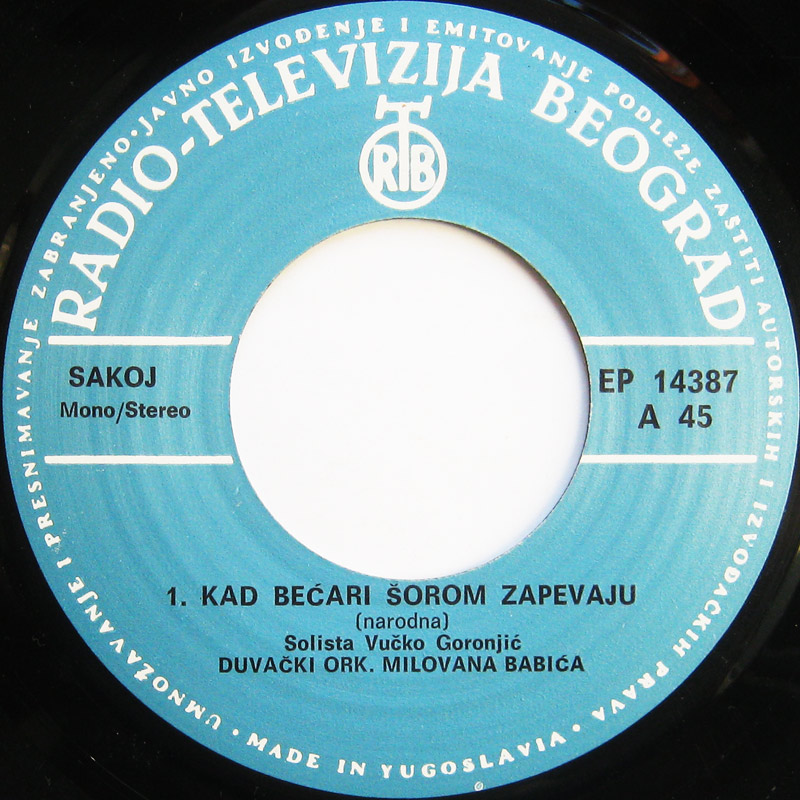 UMNOŽAVANJE I PRESNIMAVANJE ZABRANJENO • JAVNO IZVOĐENJE I EMITOVANJE PODLEŽE ZAŠTITI AUTORSKIH I IZVOĐAČKIH PRAVA •
RADIO-TELEVIZIJA BEOGRAD
RTB
SAKOJ
Mono/Stereo
EP 14387
A 45
1. KAD BEĆARI ŠOROM ZAPEVAJU
(narodna)
Solista Vučko Goronjić
DUVAČKI ORK. MILOVANA BABIĆA
• MADE IN YUGOSLAVIA •